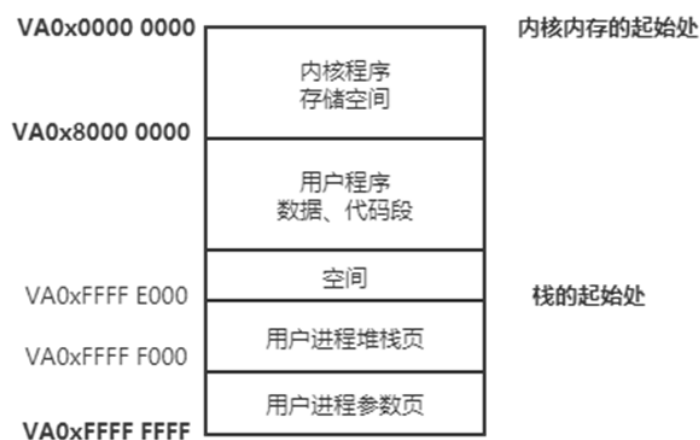 VA0x0000 0000
内核内存的起始处
内核程序
存储空间
VA0x8000 0000
用户程序
数据、代码段
空间
VA0xFFFF E000
栈的起始处
用户进程堆栈页
VA0xFFFF F000
用户进程参数页
VA0xFFFF FFFF